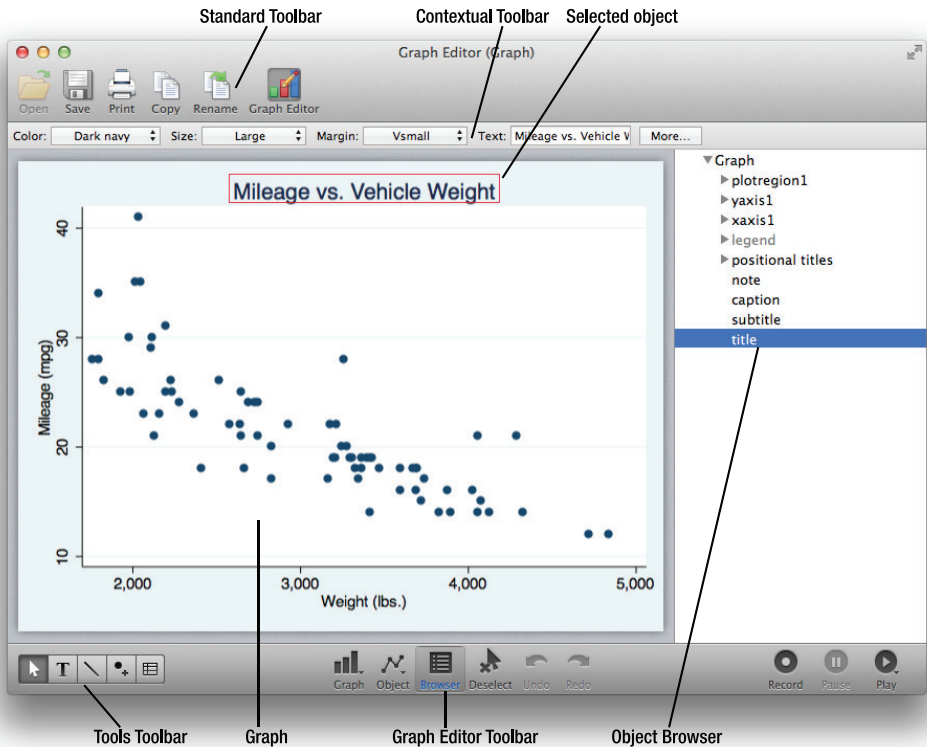 Standard Toolbar
Contextual Toolbar
Selected object
Graph Editor (Graph)
Open
Save
Print
Copy
Rename
Graph Editor
Color:
Dark navy
Size:
Large
Margin:
Vsmall
Text:
Mileage vs. Vehicle W
More...
Mileage vs. Vehicle Weight
40
30
20
10
Mileage (mpg)
2,000
3,000
4,000
5,000
Weight (lbs.)
Graph
plotregion1
yaxis1
xaxis1
legend
positional titles
note
caption
subtitle
title
T
Graph
Object
Browser
Deselect
Undo
Redo
Record
Pause
Play
Tools Toolbar
Graph
Graph Editor Toolbar
Object Browser